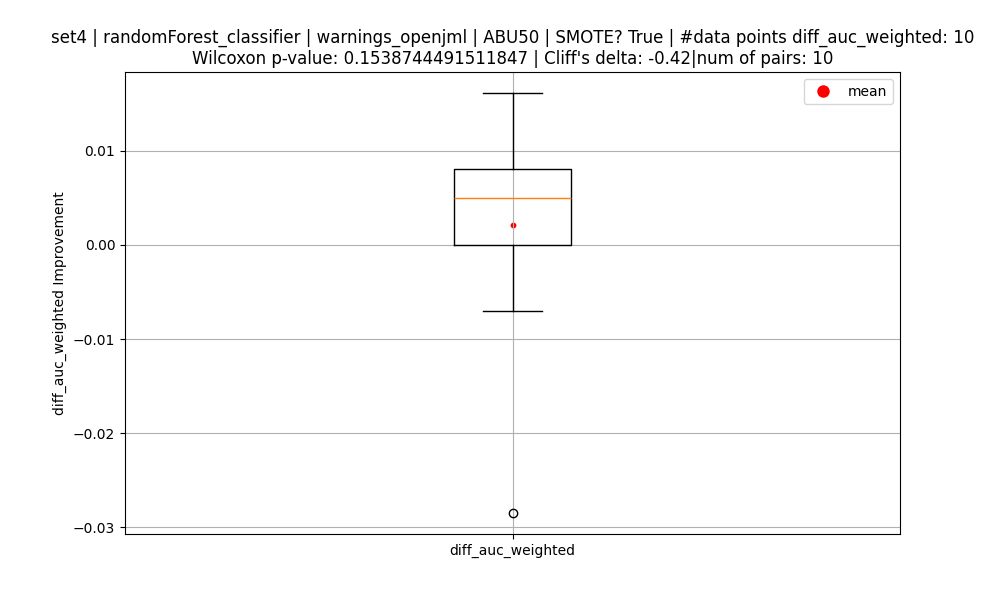 set4 | randomForest_classifier | warnings_openjml | ABU50 | SMOTE? True | #data points diff_auc_weighted: 10
Wilcoxon p-value: 0.1538744491511847 | Cliff's delta: -0.42|num of pairs: 10
mean
0.01
0.00
−0.01
−0.02
−0.03
diff_auc_weighted Improvement
diff_auc_weighted